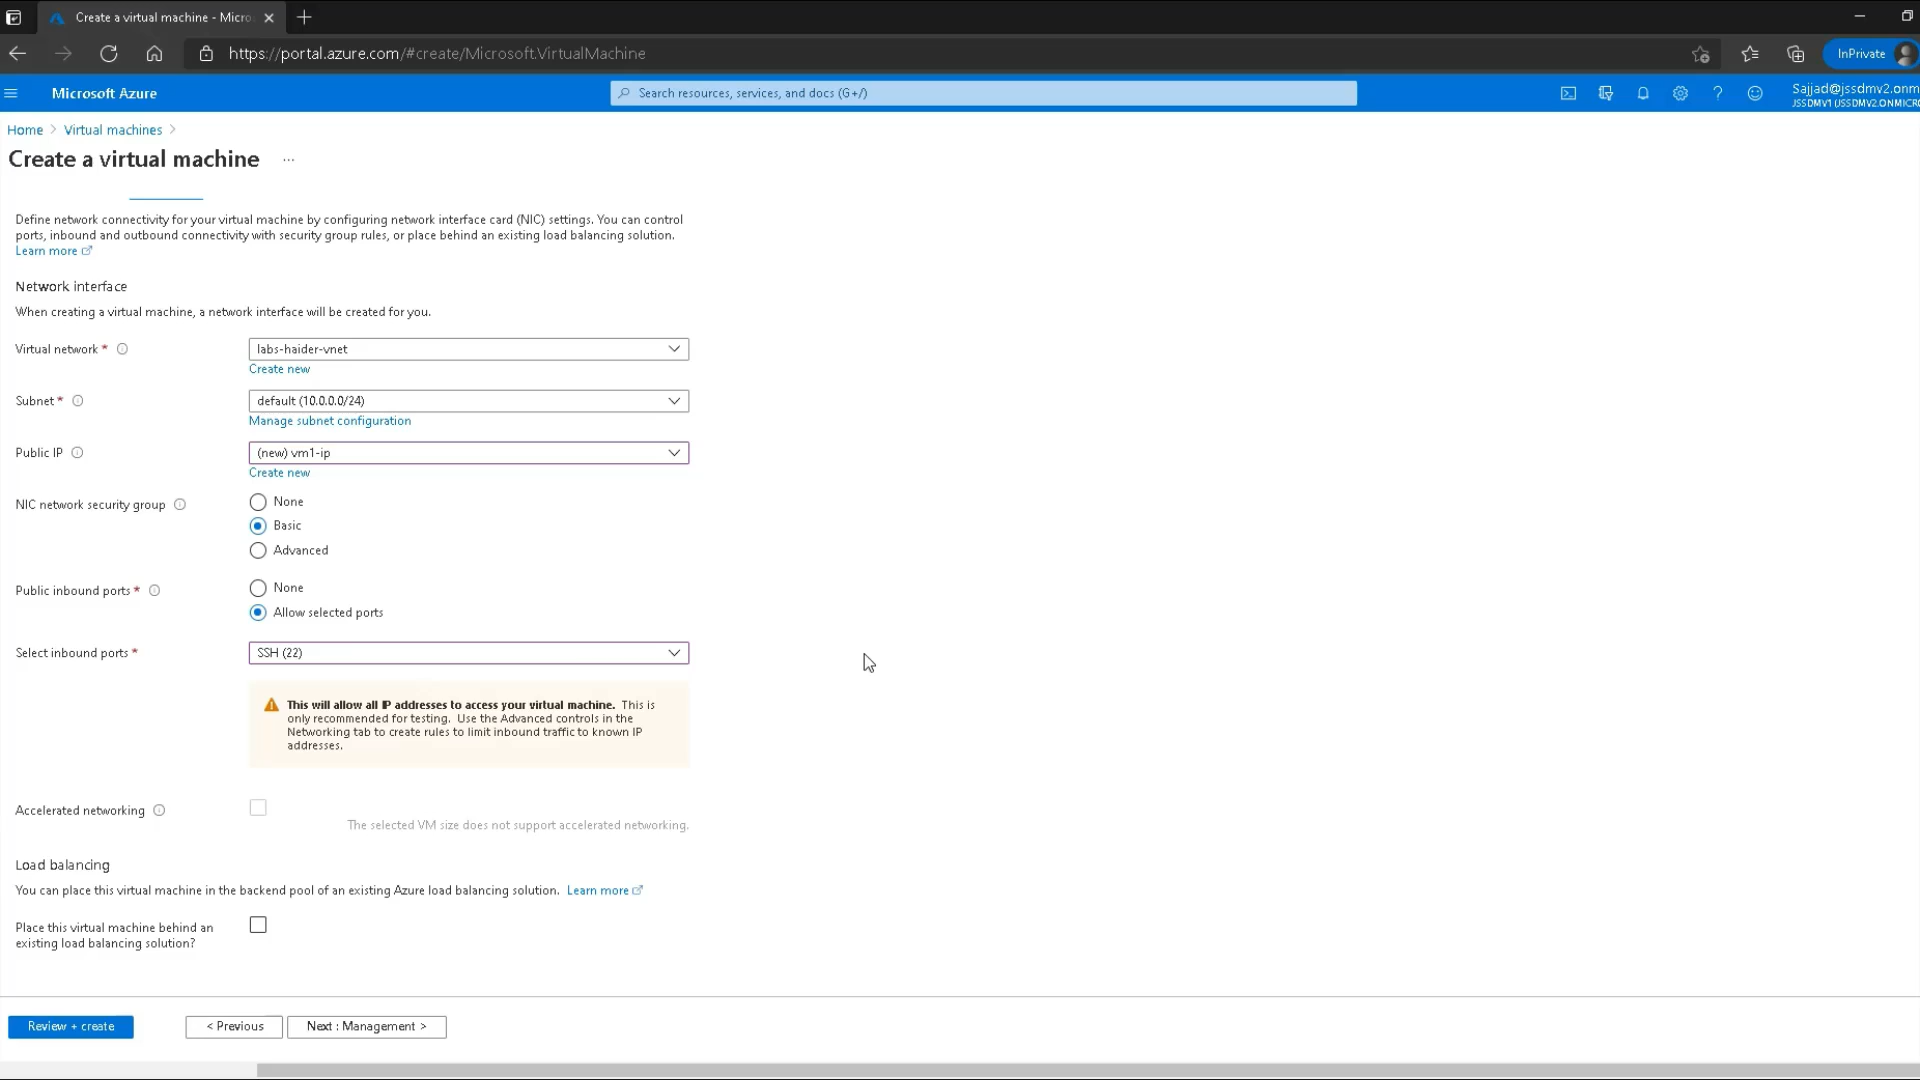 Create a virtual machine - Micro
https://portal.azure.com/#create/Microsoft.VirtualMachine
InPrivate
Microsoft Azure
Search resources, services, and docs (G+/)
Sajjad@jssdmv2.onm
JSSDMV1 (JSSDMV2.ONMICRO
Home > Virtual machines >
Create a virtual machine ...
Define network connectivity for your virtual machine by configuring network interface card (NIC) settings. You can control
ports, inbound and outbound connectivity with security group rules, or place behind an existing load balancing solution.
Learn more
Network interface
When creating a virtual machine, a network interface will be created for you.
Virtual network *
labs-haider-vnet
Create new
Subnet *
default (10.0.0.0/24)
Manage subnet configuration
Public IP
(new) vm1-ip
Create new
NIC network security group
None
Basic
Advanced
Public inbound ports *
None
Allow selected ports
Select inbound ports *
SSH (22)
This will allow all IP addresses to access your virtual machine. This is
only recommended for testing. Use the Advanced controls in the
Networking tab to create rules to limit inbound traffic to known IP
addresses.
Accelerated networking
The selected VM size does not support accelerated networking.
Load balancing
You can place this virtual machine in the backend pool of an existing Azure load balancing solution. Learn more
Place this virtual machine behind an
existing load balancing solution?
Review + create
< Previous
Next : Management >